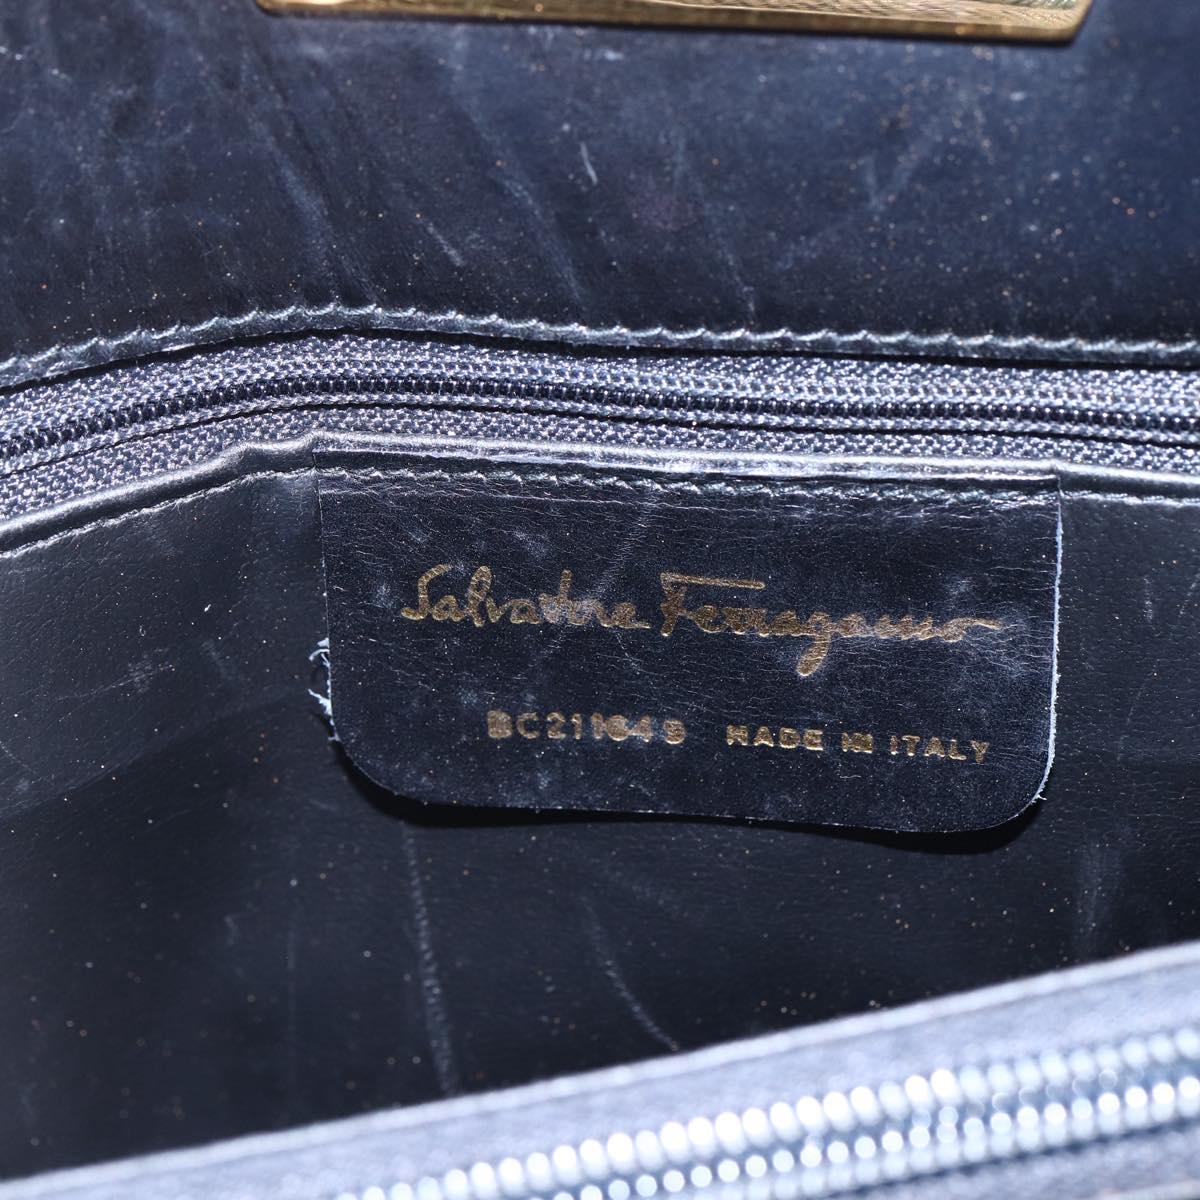 Salvatore Ferragamo
BC211649 MADE IN ITALY